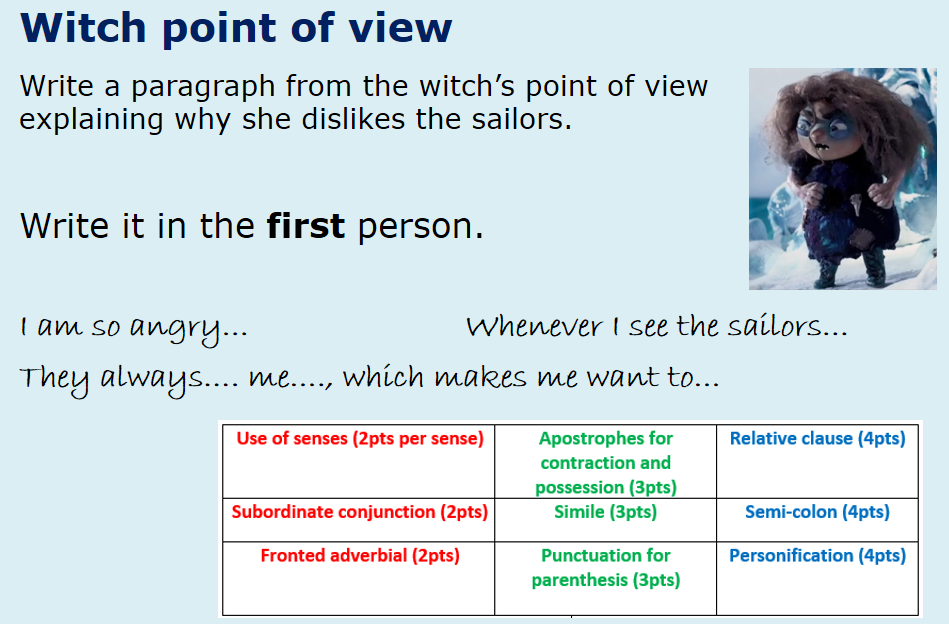 Witch point of view
Write a paragraph from the witch’s point of view
explaining why she dislikes the sailors.
Write it in the first person.
I am so angry...
Whenever I see the sailors...
They always.... me...., which makes me want to...
Use of senses (2pts per sense)
Apostrophes for
contraction and
possession (3pts)
Relative clause (4pts)
Subordinate conjunction (2pts)
Simile (3pts)
Semi-colon (4pts)
Fronted adverbial (2pts)
Punctuation for
parenthesis (3pts)
Personification (4pts)